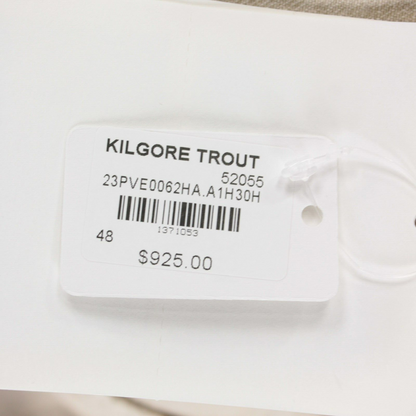 KILGORE TROUT
52055
23PVE0062HA.A1H30H
1371053
48
$925.00